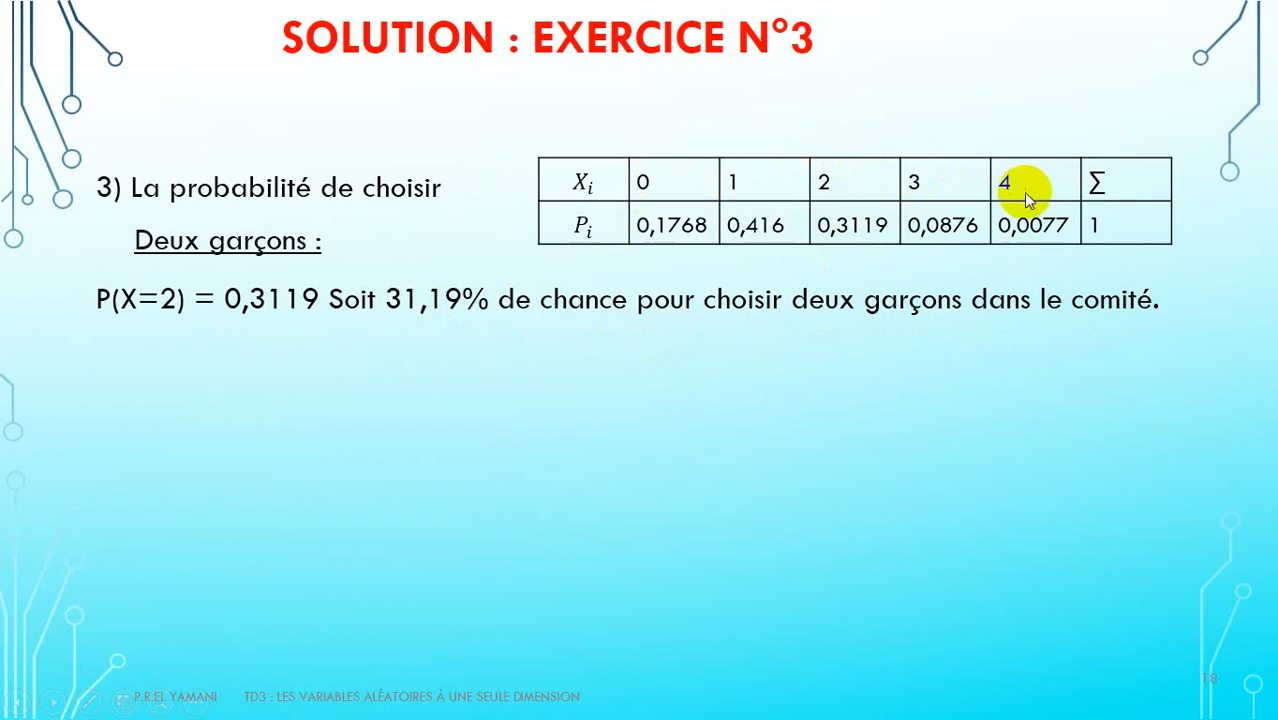 SOLUTION : EXERCICE N°3
3) La probabilité de choisir
Deux garçons :
X_i 0 1 2 3 4 ∑
P_i 0,1768 0,416 0,3119 0,0876 0,0077 1
P(X=2) = 0,3119 Soit 31,19% de chance pour choisir deux garçons dans le comité.
P.R.EL YAMANI TD3 : LES VARIABLES ALÉATOIRES À UNE SEULE DIMENSION
18